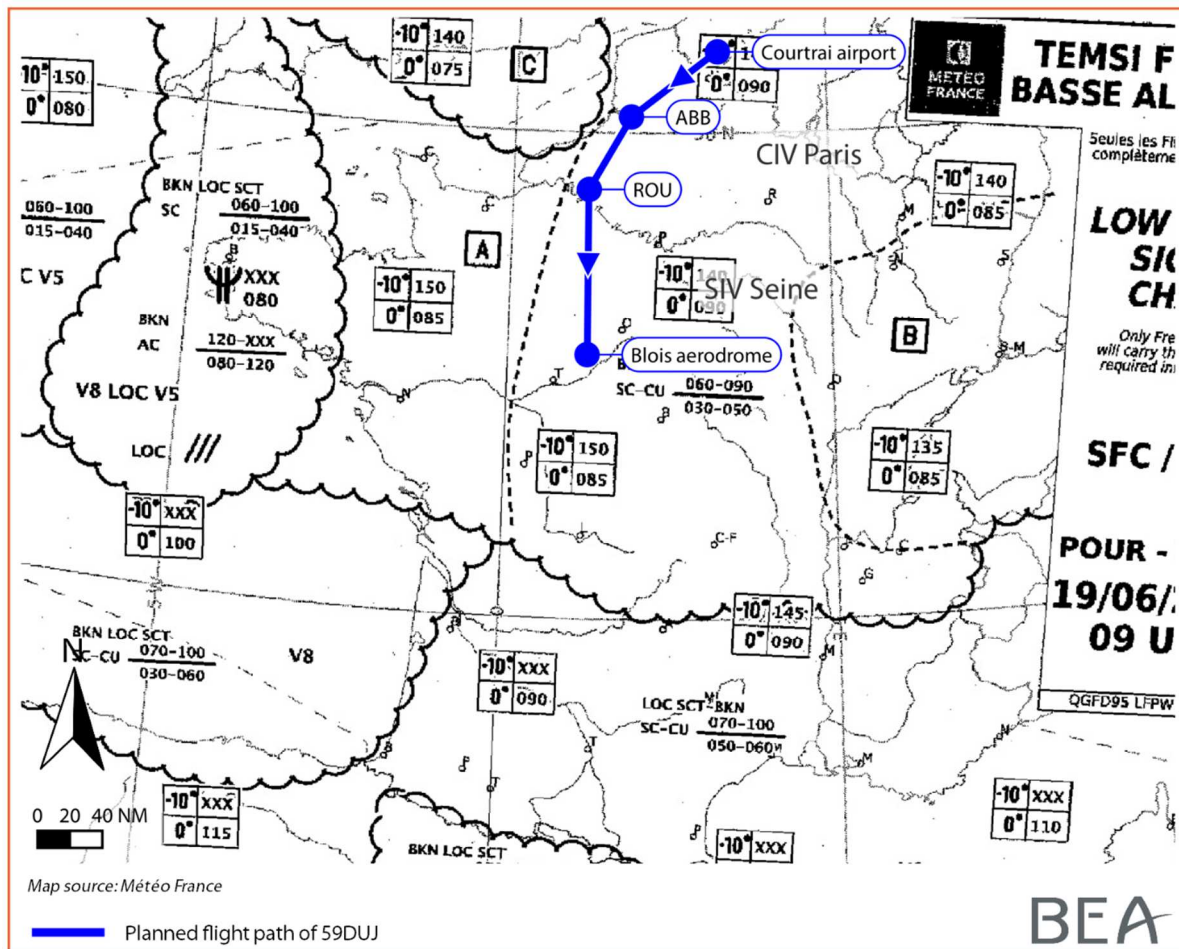 -10° 140
0° 075
C
Courtrai airport
0° 090
METEO
FRANCE
TEMSI F
BASSE AL
10° 150
0° 080
ABB
CIV Paris
Seules les
complèteme
ROU
-10° 140
0° 085
BKN LOC SCT
SC
060-100
015-040
060-100
015-040
LOW
SIG
CH
A
C V5
XXX
080
-10° 150
0° 085
-10° 140
0° 090
SIV Seine
B
Only Fre
will carry th
required in
BKN
AC
120-XXX
080-120
Blois aerodrome
SC-CU
060-090
030-050
V8 LOC V5
LOC
-10° 150
0° 085
-10° 135
0° 085
SFC /
-10° XXX
0° 100
C-F
POUR -
19/06/
09 U
-10° 145
0° 090
BKN LOC SCT
SC-CU
070-100
030-060
V8
N
-10° XXX
0° 090
LOC SCT-BKN
SC-CU
070-100
050-060
QGFD95 LFPW
0 20 40 NM
-10° XXX
0° 115
-10° XXX
0° 110
BKN LOC SCT
-10° XXX
Map source: Météo France
Planned flight path of 59DUJ
BEA